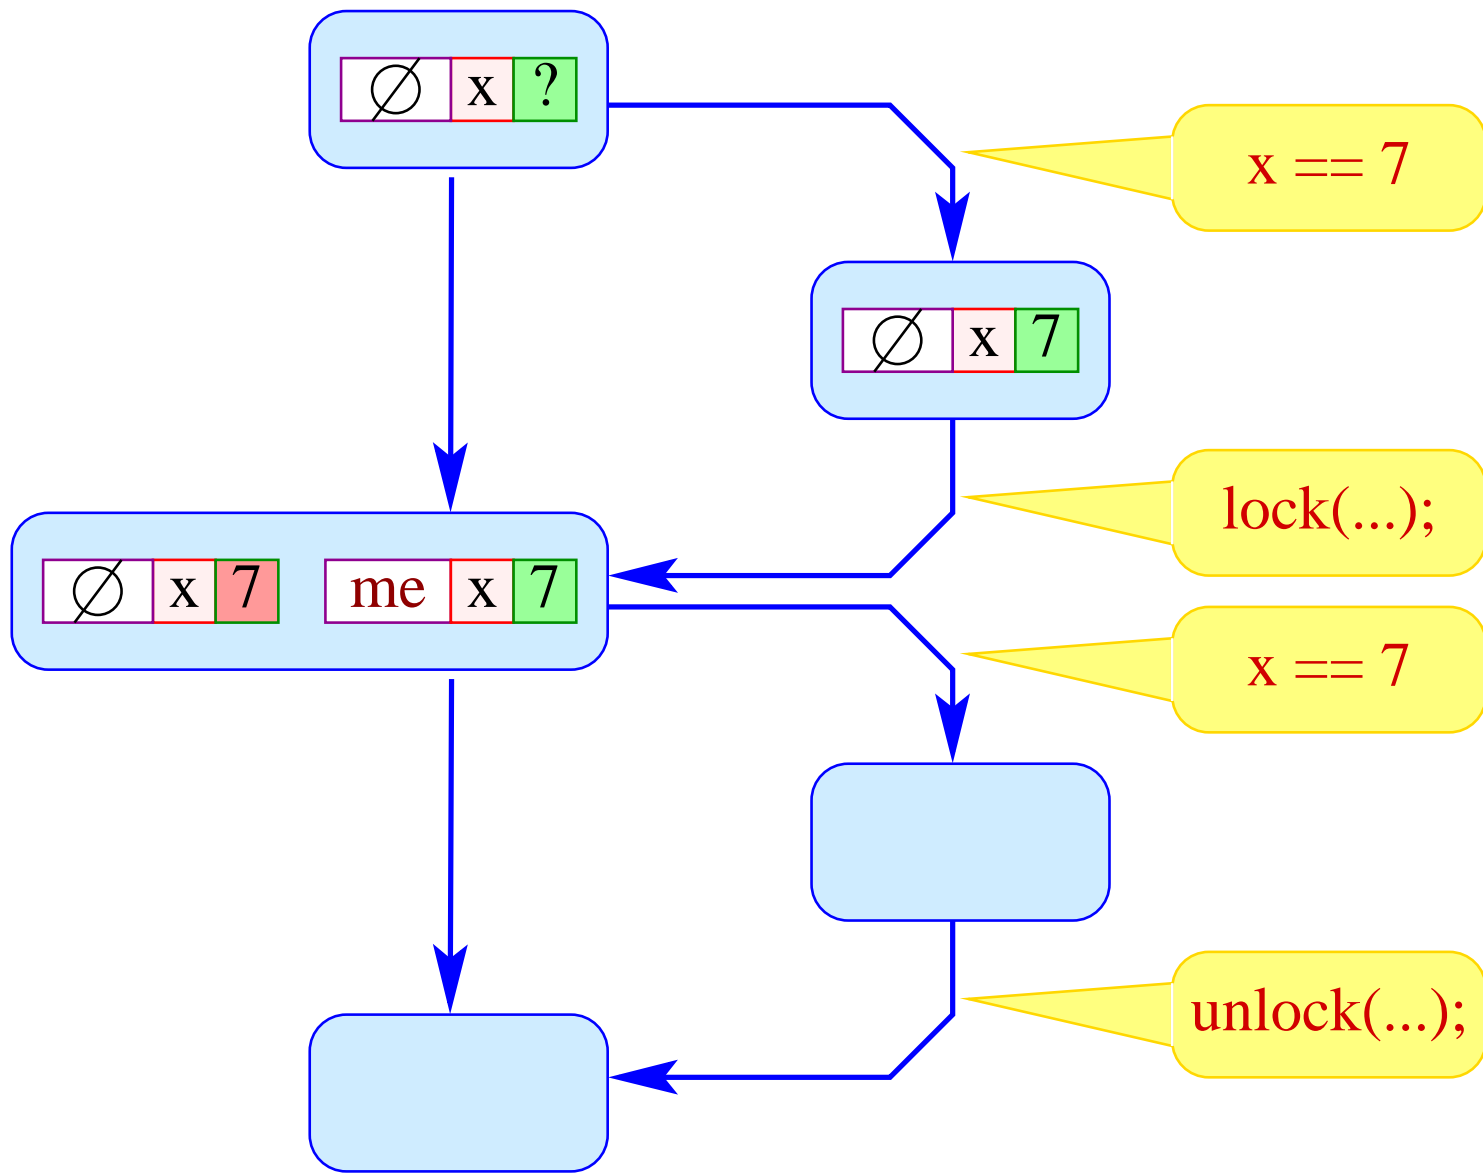 ∅ x ?
x == 7
∅ x 7
lock(...);
∅ x 7 me x 7
x == 7
unlock(...);